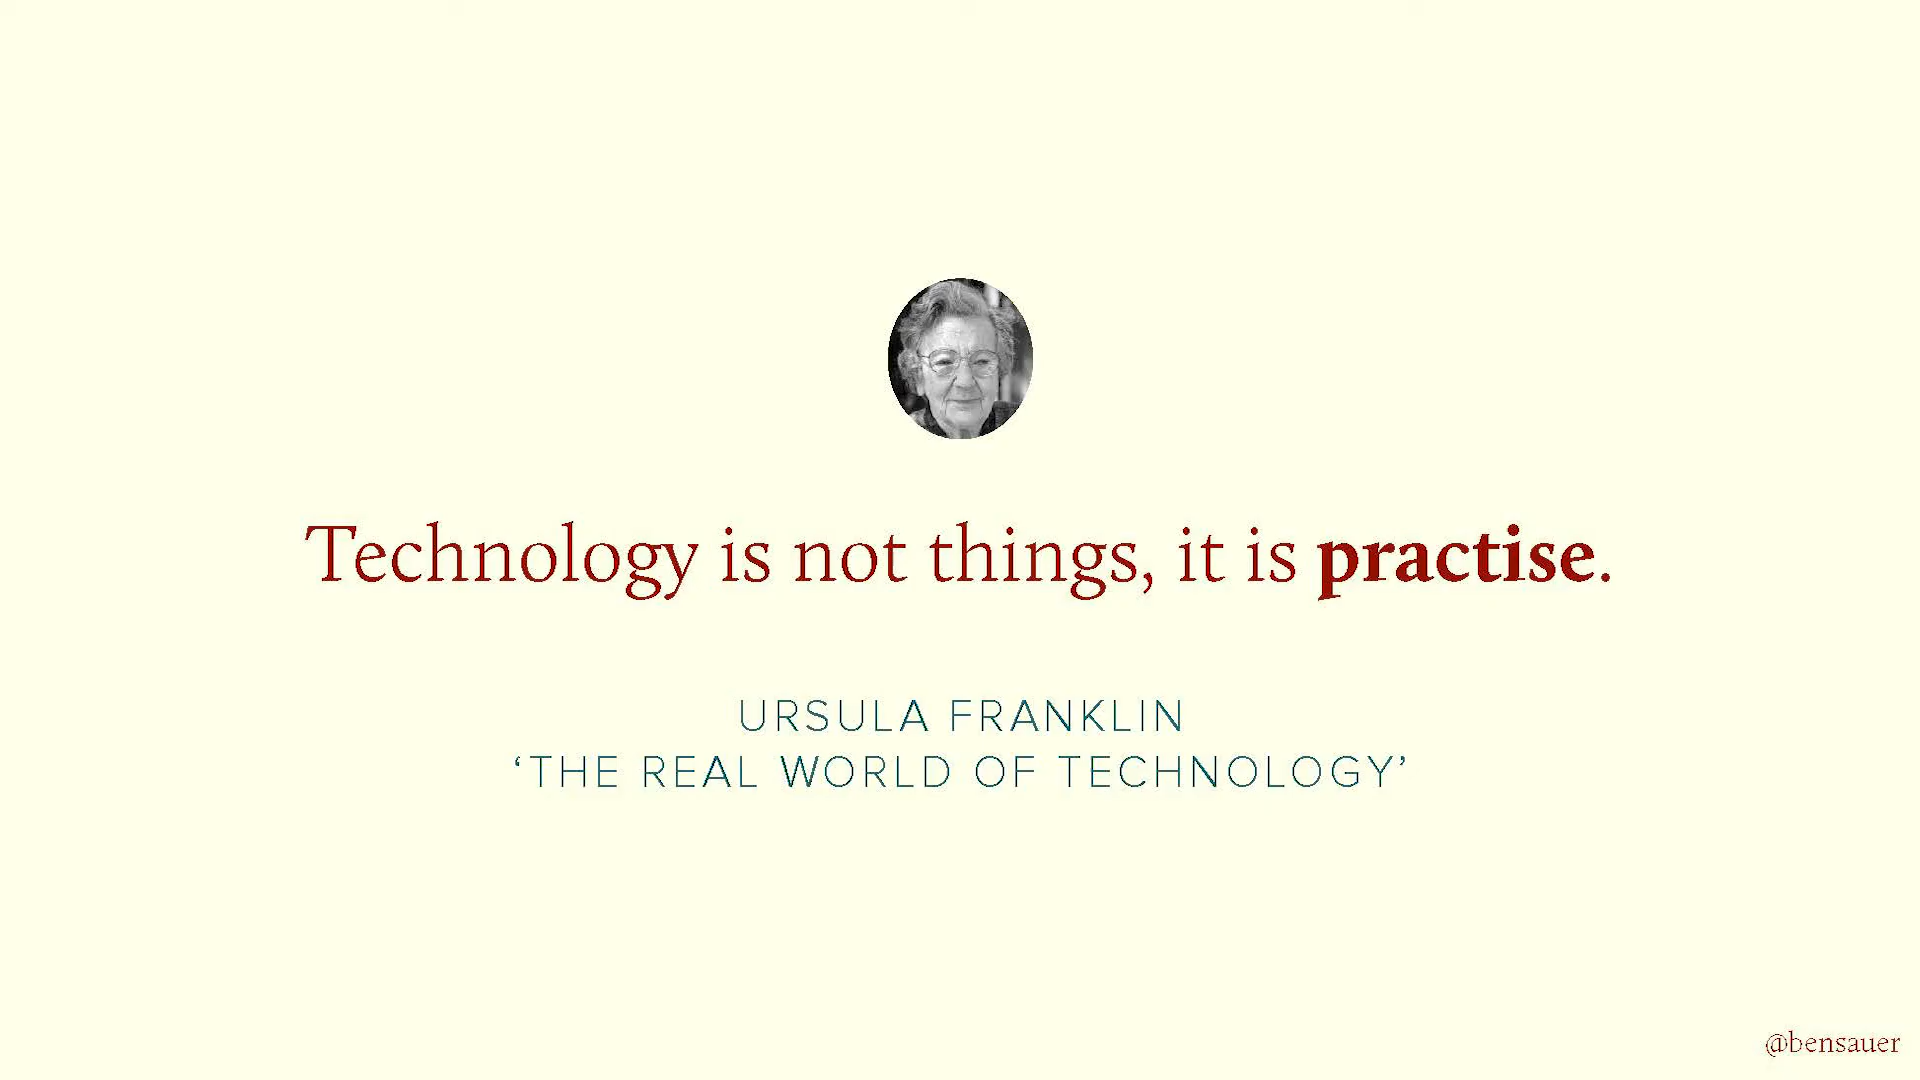 Technology is not things, it is practise.
URSULA FRANKLIN
‘THE REAL WORLD OF TECHNOLOGY’
@bensauer